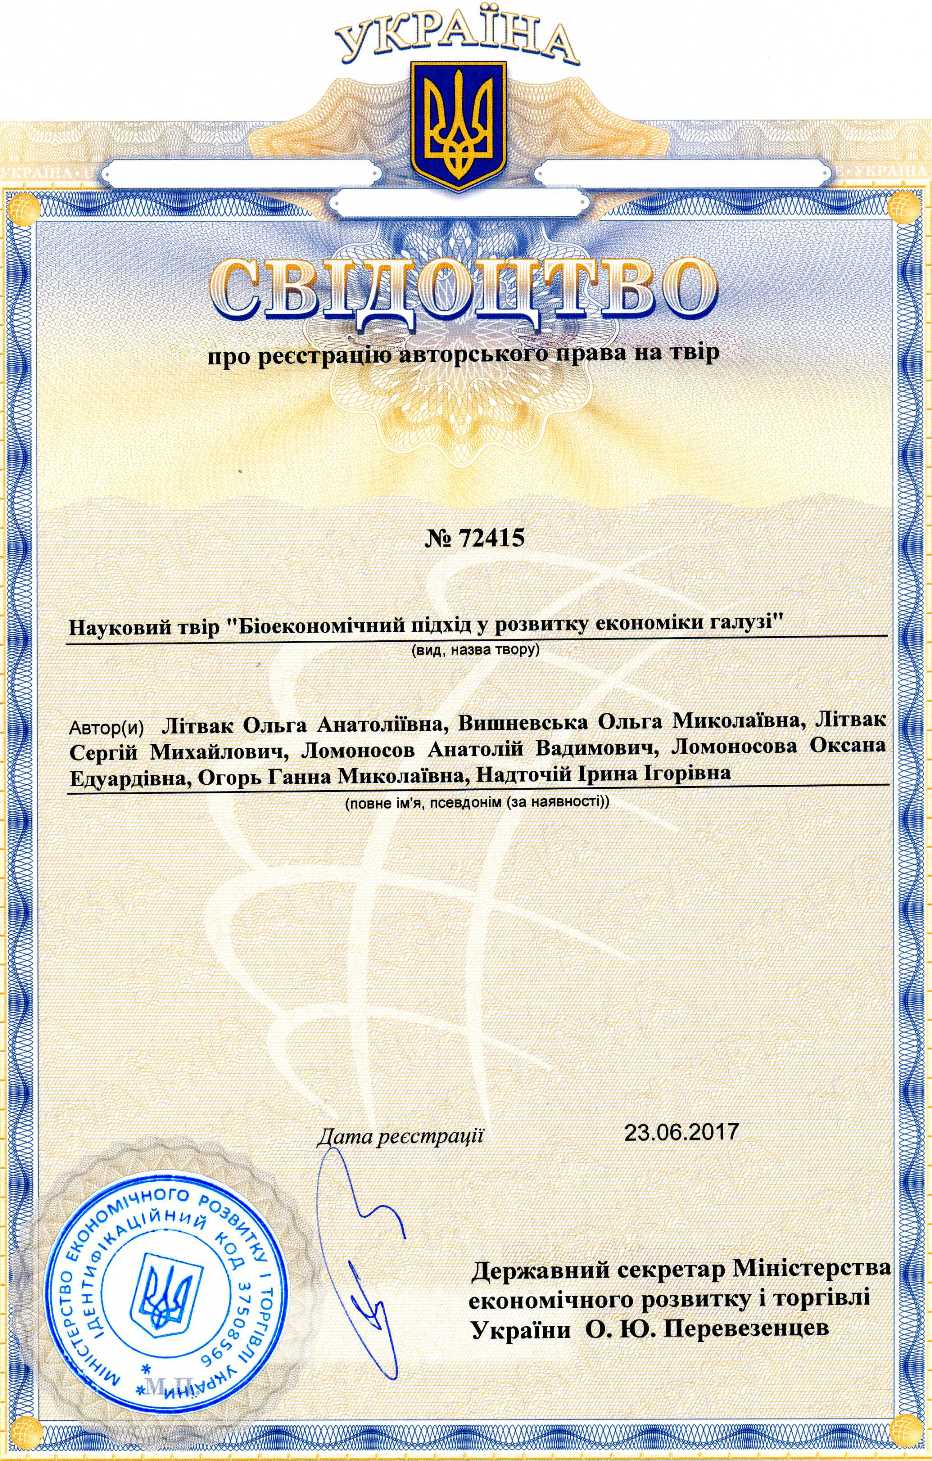 УКРАЇНА
СВІДОЦТВО
про реєстрацію авторського права на твір
№ 72415
Науковий твір "Біоекономічний підхід у розвитку економіки галузі"
(вид, назва твору)
Автор(и) Літвак Ольга Анатоліївна, Вишневська Ольга Миколаївна, Літвак
Сергій Михайлович, Ломоносов Анатолій Вадимович, Ломоносова Оксана
Едуардівна, Огорь Ганна Миколаївна, Надточій Ірина Ігорівна
(повне ім'я, псевдонім (за наявності))
Дата реєстрації 23.06.2017
Державний секретар Міністерства
економічного розвитку і торгівлі
України О. Ю. Перевезенцев
МІНІСТЕРСТВО ЕКОНОМІЧНОГО РОЗВИТКУ І ТОРГІВЛІ УКРАЇНИ
ІДЕНТИФІКАЦІЙНИЙ КОД 37508596
М.П.